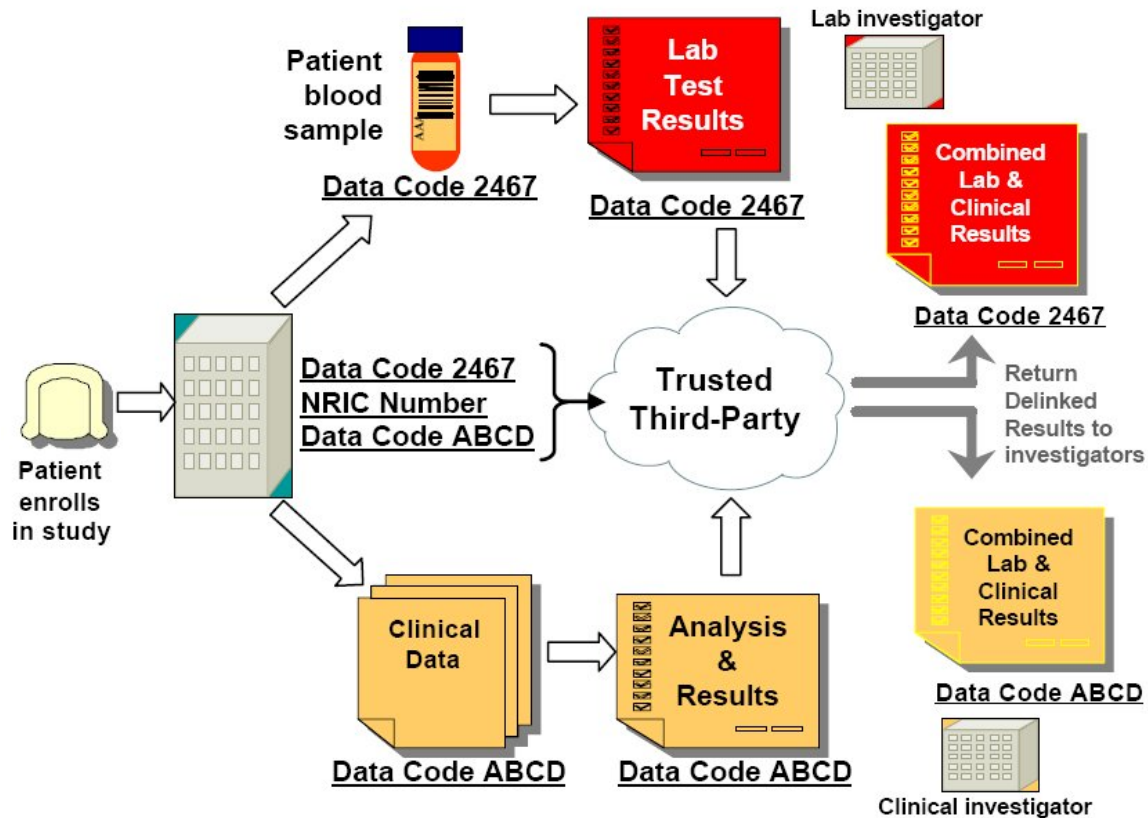 Patient
blood
sample
AAA
Data Code 2467
Lab
Test
Results
Data Code 2467
Lab investigator
Combined
Lab &
Clinical
Results
Data Code 2467
Patient
enrolls
in study
Data Code 2467
NRIC Number
Data Code ABCD
Trusted
Third-Party
Return
Delinked
Results to
investigators
Clinical
Data
Data Code ABCD
Analysis
&
Results
Data Code ABCD
Combined
Lab &
Clinical
Results
Data Code ABCD
Clinical investigator